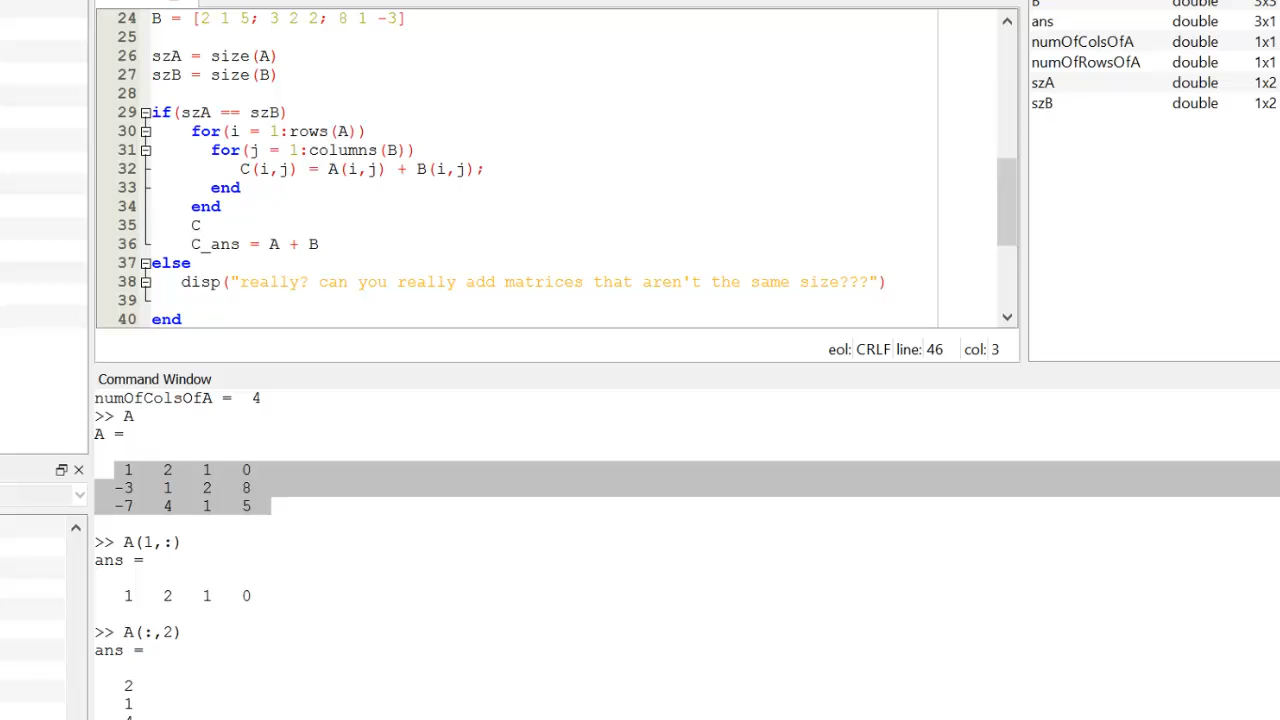 24 B = [2 1 5; 3 2 2; 8 1 -3]
25
26 szA = size(A)
27 szB = size(B)
28
29 if(szA == szB)
30 for(i = 1:rows(A))
31 for(j = 1:columns(B))
32 C(i,j) = A(i,j) + B(i,j);
33 end
34 end
35 C
36 C_ans = A + B
37 else
38 disp("really? can you really add matrices that aren't the same size???")
39
40 end
eol: CRLF line: 46 col: 3
B double 3x3
ans double 3x1
numOfColsOfA double 1x1
numOfRowsOfA double 1x1
szA double 1x2
szB double 1x2
Command Window
numOfColsOfA = 4
>> A
A =
1 2 1 0
-3 1 2 8
-7 4 1 5
>> A(1,:)
ans =
1 2 1 0
>> A(:,2)
ans =
2
1
4